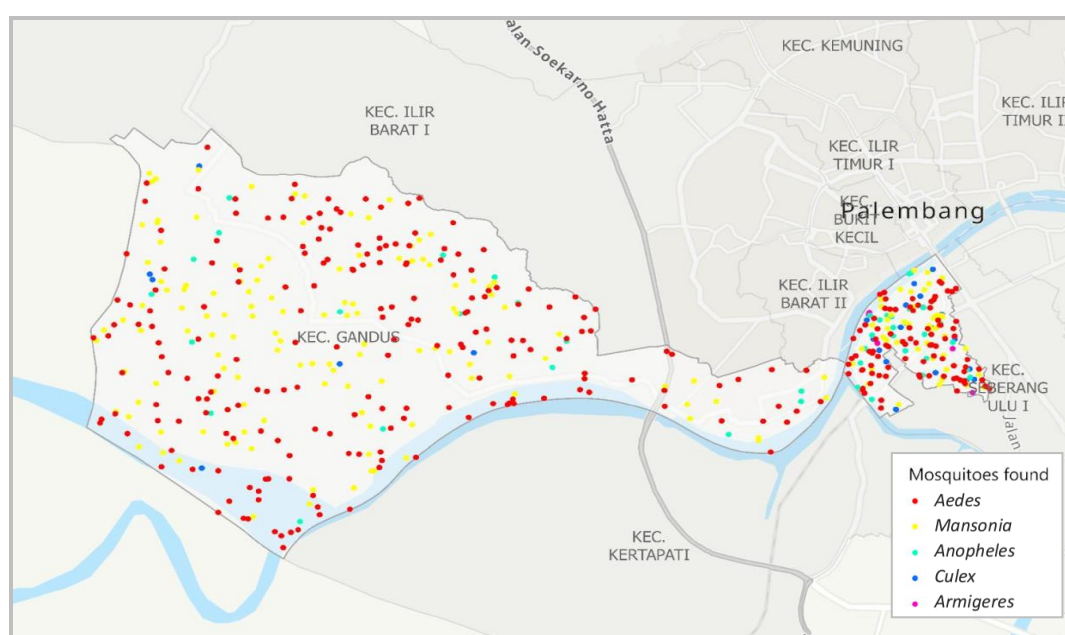 KEC. KEMUNING
alan Soekarno Hatta
KEC. ILIR
BARAT I
KEC. ILIR
TIMUR II
KEC. ILIR
TIMUR I
KEC.
BUKIT
KECIL
Palembang
KEC. ILIR
BARAT II
KEC. GANDUS
KEC.
SEBERANG
ULU I
Jalan
KEC.
KERTAPATI
Mosquitoes found
Aedes
Mansonia
Anopheles
Culex
Armigeres